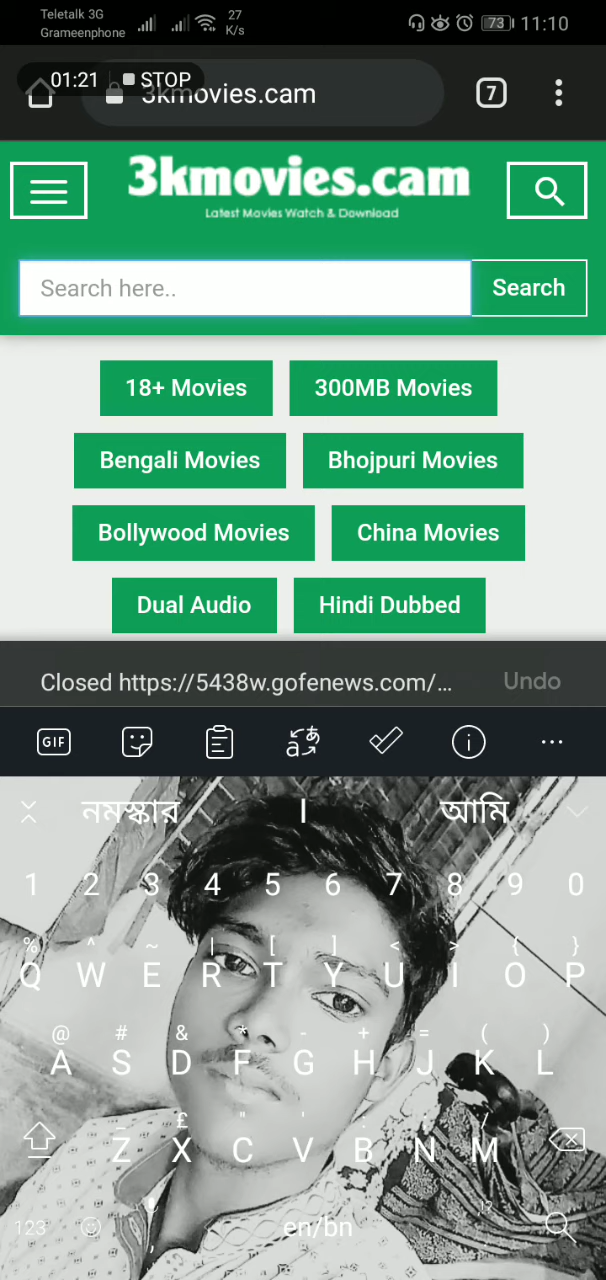 Teletalk 3G
Grameenphone
27
K/s
73
11:10
01:21
STOP
3kmovies.cam
7
3kmovies.cam
Latest Movies Watch & Download
Search here..
Search
18+ Movies
300MB Movies
Bengali Movies
Bhojpuri Movies
Bollywood Movies
China Movies
Dual Audio
Hindi Dubbed
Closed https://5438w.gofenews.com/...
Undo
GIF
aあ
নমস্কার
I
আমি
1 2 3 4 5 6 7 8 9 0
% ^ ~ | [ ] < > { }
Q W E R T Y U I O P
@ # & * - + = ( )
A S D F G H J K L
_ £ " ' : ; /
Z X C V B N M
!?
123
,
en/bn